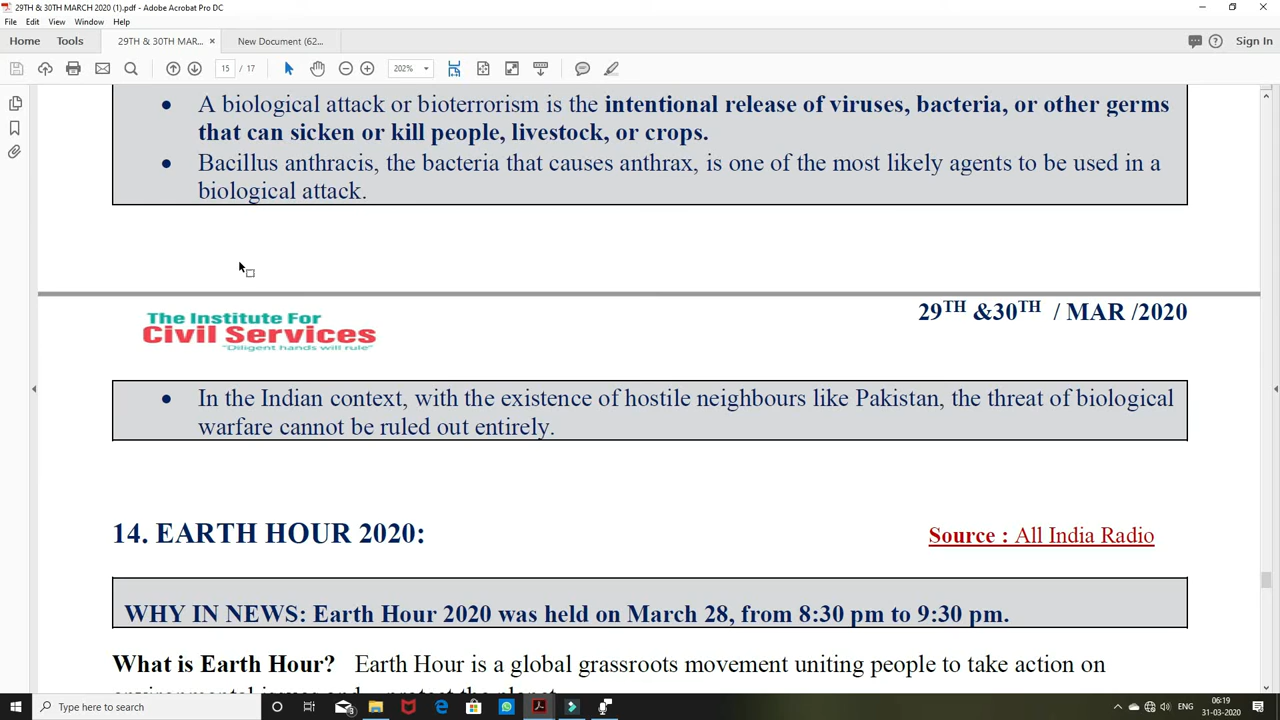 29TH & 30TH MARCH 2020 (1).pdf - Adobe Acrobat Pro DC
File Edit View Window Help
Home Tools 29TH & 30TH MAR... × New Document (62... Sign In
15 / 17 202%
• A biological attack or bioterrorism is the intentional release of viruses, bacteria, or other germs
that can sicken or kill people, livestock, or crops.
• Bacillus anthracis, the bacteria that causes anthrax, is one of the most likely agents to be used in a
biological attack.
The Institute For
Civil Services
"Diligent hands will rule"
29TH &30TH / MAR /2020
• In the Indian context, with the existence of hostile neighbours like Pakistan, the threat of biological
warfare cannot be ruled out entirely.
14. EARTH HOUR 2020: Source : All India Radio
WHY IN NEWS: Earth Hour 2020 was held on March 28, from 8:30 pm to 9:30 pm.
What is Earth Hour? Earth Hour is a global grassroots movement uniting people to take action on
environmental issues and protect the planet
Type here to search
ENG
06:19
31-03-2020